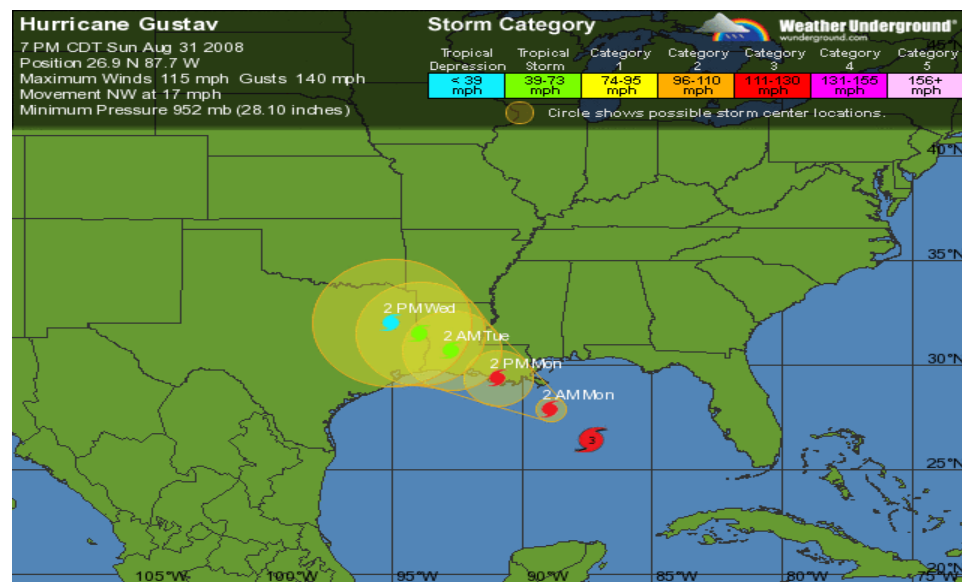 Hurricane Gustav
7 PM CDT Sun Aug 31 2008
Position 26.9 N 87.7 W
Maximum Winds 115 mph Gusts 140 mph
Movement NW at 17 mph
Minimum Pressure 952 mb (28.10 inches)
Storm Category
Weather Underground®
wunderground.com
Tropical Depression
< 39 mph
Tropical Storm
39-73 mph
Category 1
74-95 mph
Category 2
96-110 mph
Category 3
111-130 mph
Category 4
131-155 mph
Category 5
156+ mph
Circle shows possible storm center locations.
45°N
40°N
35°N
2 PM Wed
2 AM Tue
2 PM Mon
30°N
2 AM Mon
3
25°N
20°N
105°W
100°W
95°W
90°W
85°W
80°W
75°W